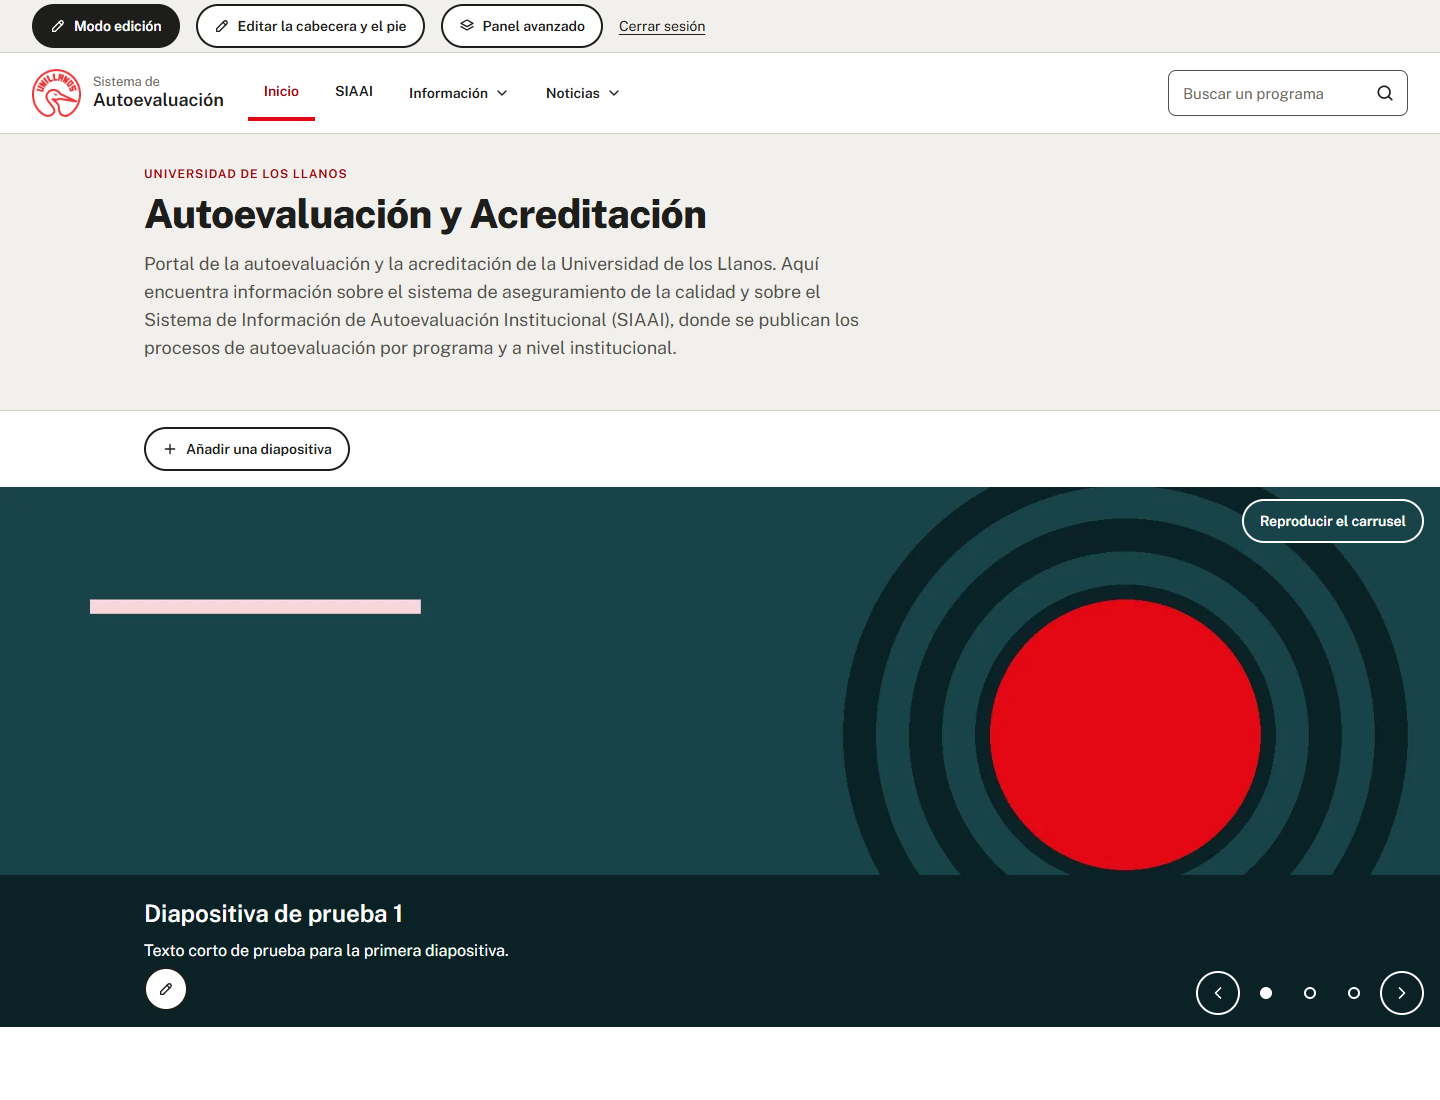 Modo edición
Editar la cabecera y el pie
Panel avanzado
Cerrar sesión
UNILLANOS
Sistema de
Autoevaluación
Inicio
SIAAI
Información
Noticias
Buscar un programa
UNIVERSIDAD DE LOS LLANOS
Autoevaluación y Acreditación
Portal de la autoevaluación y la acreditación de la Universidad de los Llanos. Aquí
encuentra información sobre el sistema de aseguramiento de la calidad y sobre el
Sistema de Información de Autoevaluación Institucional (SIAAI), donde se publican los
procesos de autoevaluación por programa y a nivel institucional.
Añadir una diapositiva
Reproducir el carrusel
Diapositiva de prueba 1
Texto corto de prueba para la primera diapositiva.